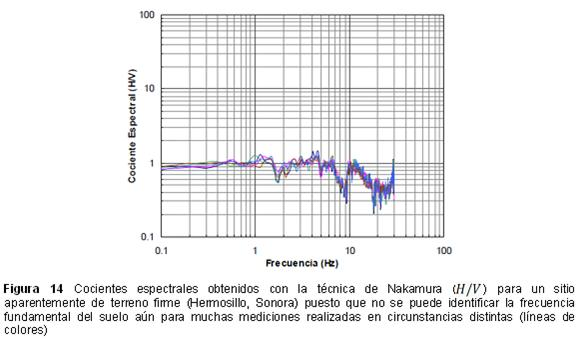 100
10
1
0.1
Cociente Espectral (H/V)
0.1 1 10 100
Frecuencia (Hz)
Figura 14 Cocientes espectrales obtenidos con la técnica de Nakamura (H/V) para un sitio
aparentemente de terreno firme (Hermosillo, Sonora) puesto que no se puede identificar la frecuencia
fundamental del suelo aún para muchas mediciones realizadas en circunstancias distintas (líneas de
colores)